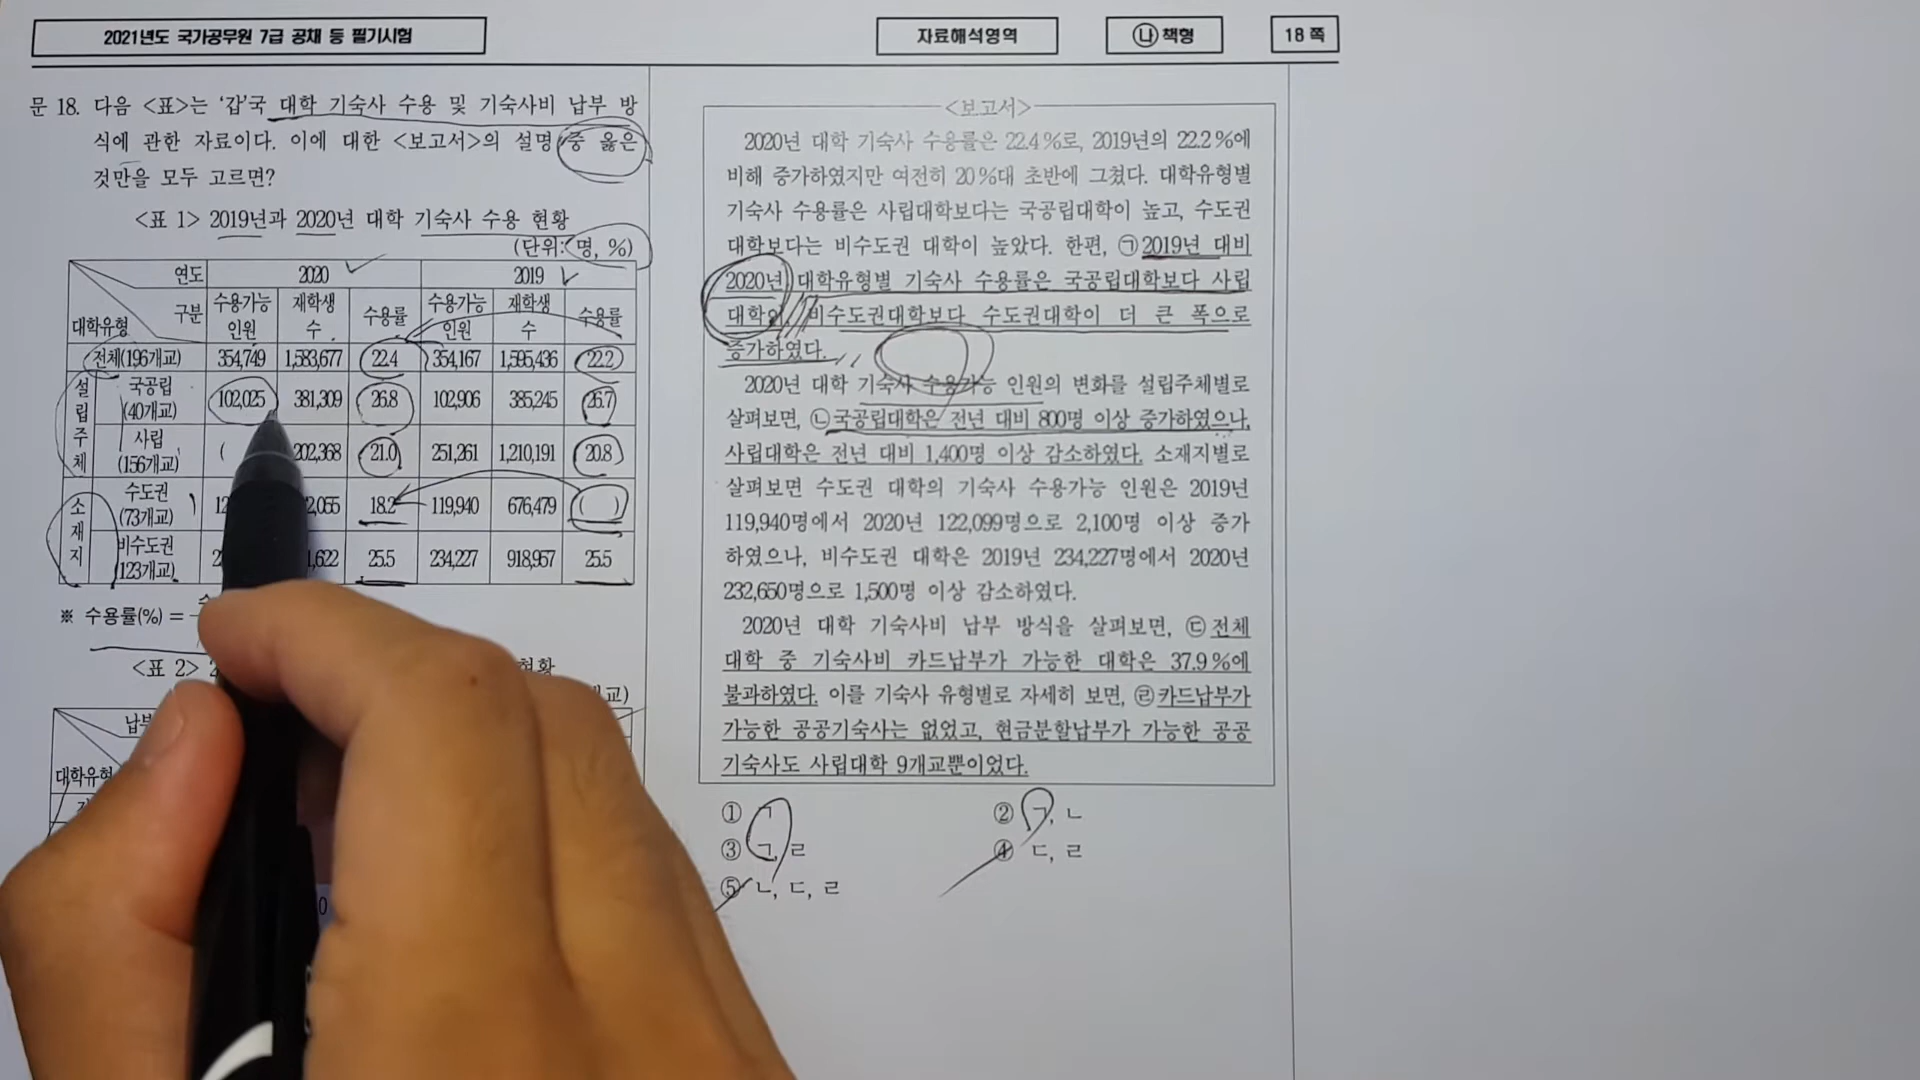 2021년도 국가공무원 7급 공채 등 필기시험
자료해석영역
㉯ 책형
18 쪽
문 18. 다음 <표>는 ‘갑’국 대학 기숙사 수용 및 기숙사비 납부 방
식에 관한 자료이다. 이에 대한 <보고서>의 설명 중 옳은
것만을 모두 고르면?
<표 1> 2019년과 2020년 대학 기숙사 수용 현황
(단위: 명, %)
연도 2020 2019
대학유형 구분 수용가능 인원 재학생 수 수용률 수용가능 인원 재학생 수 수용률
전체(196개교) 354,749 1,583,677 22.4 354,167 1,595,436 22.2
설립주체 국공립 (40개교) 102,025 381,309 26.8 102,906 385,245 26.7
사립 (156개교) ( 202,368 21.0 251,261 1,210,191 20.8
소재지 수도권 (73개교) 12 2,055 18.2 119,940 676,479 ( )
비수도권 123개교) 2 1,622 25.5 234,227 918,957 25.5
※ 수용률(%) =
<표 2> 2 현황
교)
납부
대학유형
0
<보고서>
2020년 대학 기숙사 수용률은 22.4 %로, 2019년의 22.2 %에
비해 증가하였지만 여전히 20 %대 초반에 그쳤다. 대학유형별
기숙사 수용률은 사립대학보다는 국공립대학이 높고, 수도권
대학보다는 비수도권 대학이 높았다. 한편, ㉠ 2019년 대비
2020년 대학유형별 기숙사 수용률은 국공립대학보다 사립
대학이, 비수도권대학보다 수도권대학이 더 큰 폭으로
증가하였다.
2020년 대학 기숙사 수용가능 인원의 변화를 설립주체별로
살펴보면, ㉡ 국공립대학은 전년 대비 800명 이상 증가하였으나,
사립대학은 전년 대비 1,400명 이상 감소하였다. 소재지별로
살펴보면 수도권 대학의 기숙사 수용가능 인원은 2019년
119,940명에서 2020년 122,099명으로 2,100명 이상 증가
하였으나, 비수도권 대학은 2019년 234,227명에서 2020년
232,650명으로 1,500명 이상 감소하였다.
2020년 대학 기숙사비 납부 방식을 살펴보면, ㉢ 전체
대학 중 기숙사비 카드납부가 가능한 대학은 37.9 %에
불과하였다. 이를 기숙사 유형별로 자세히 보면, ㉣ 카드납부가
가능한 공공기숙사는 없었고, 현금분할납부가 가능한 공공
기숙사도 사립대학 9개교뿐이었다.
① ㄱ
② ㄱ, ㄴ
③ ㄱ, ㄹ
④ ㄷ, ㄹ
⑤ ㄴ, ㄷ, ㄹ